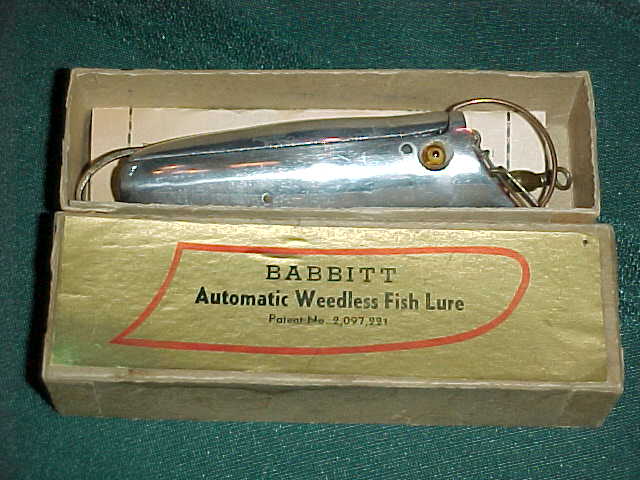 BABBITT
Automatic Weedless Fish Lure
Patent No. 2,097,221